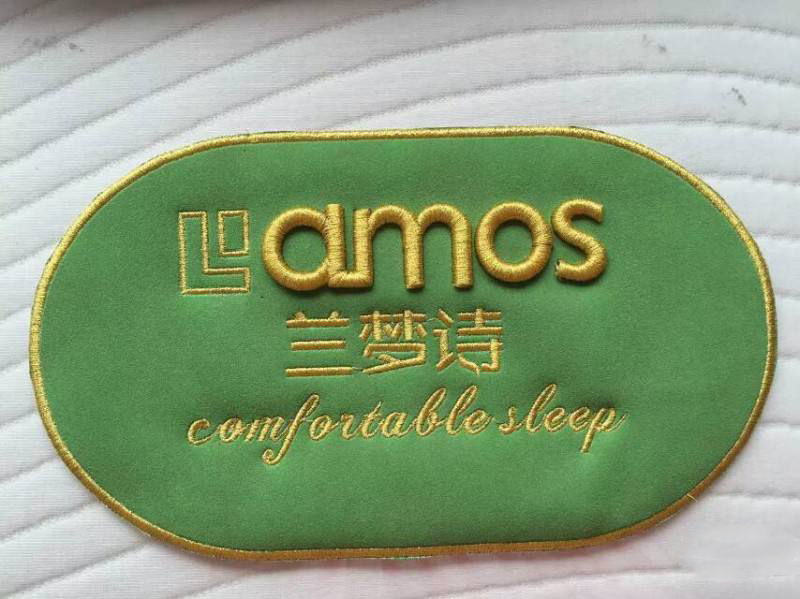 Lamos
兰梦诗
comfortable sleep